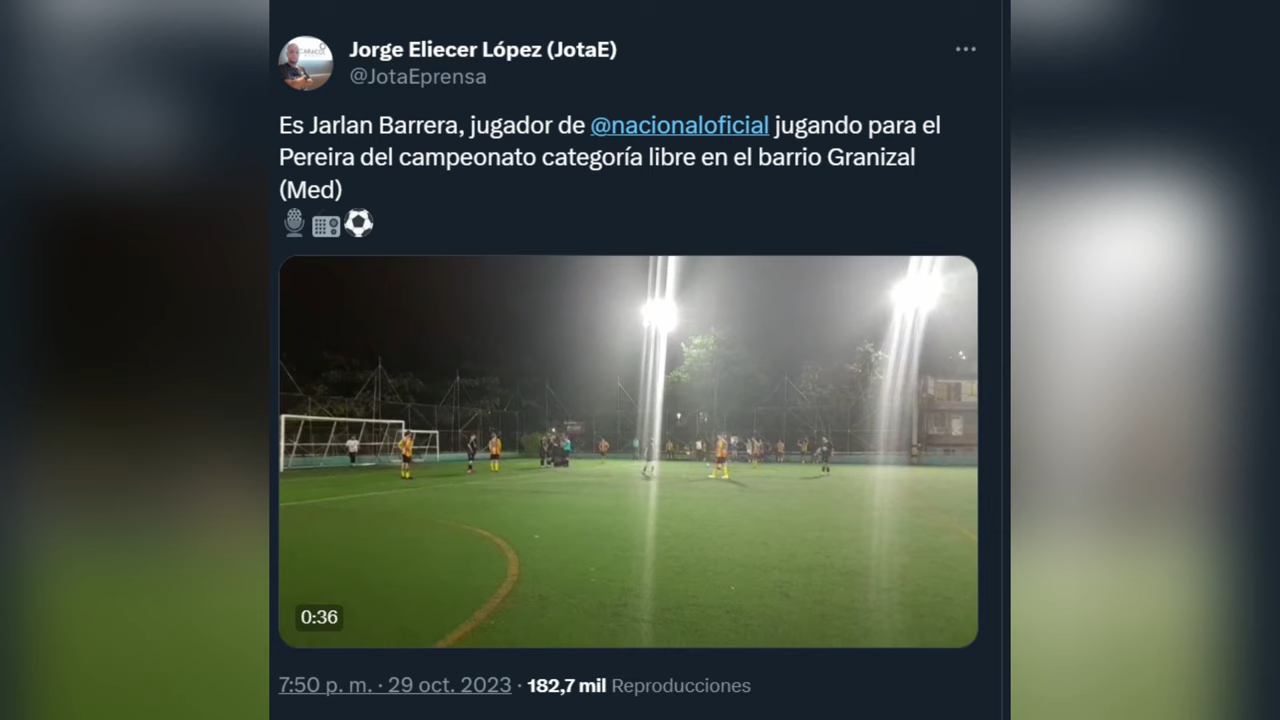 Jorge Eliecer López (JotaE)
@JotaEprensa
Es Jarlan Barrera, jugador de @nacionaloficial jugando para el
Pereira del campeonato categoría libre en el barrio Granizal
(Med)
0:36
7:50 p. m. · 29 oct. 2023 · 182,7 mil Reproducciones